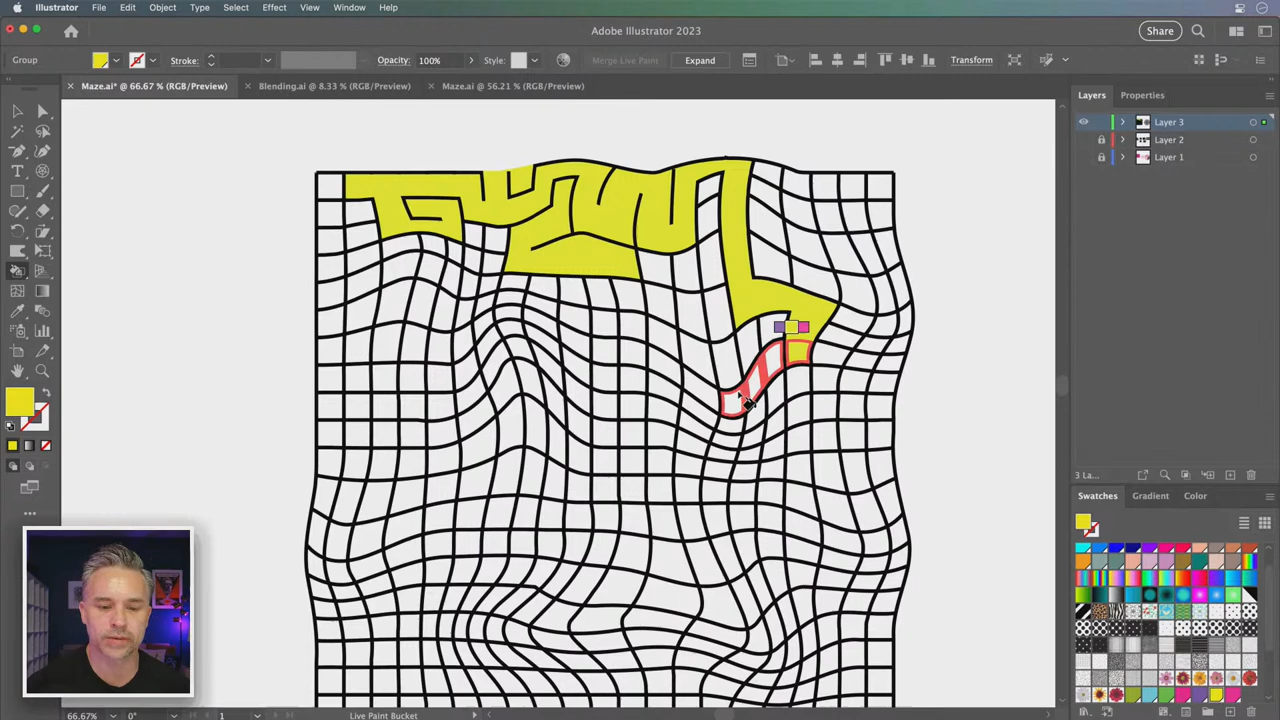 Illustrator File Edit Object Type Select Effect View Window Help
Adobe Illustrator 2023
Share
Group
Stroke:
Opacity: 100%
Style:
Merge Live Paint
Expand
Transform
Maze.ai* @ 66.67 % (RGB/Preview)
Blending.ai @ 8.33 % (RGB/Preview)
Maze.ai @ 56.21 % (RGB/Preview)
Layers Properties
Layer 3
Layer 2
Layer 1
3 La...
Swatches Gradient Color
66.67% 0° 1 Live Paint Bucket